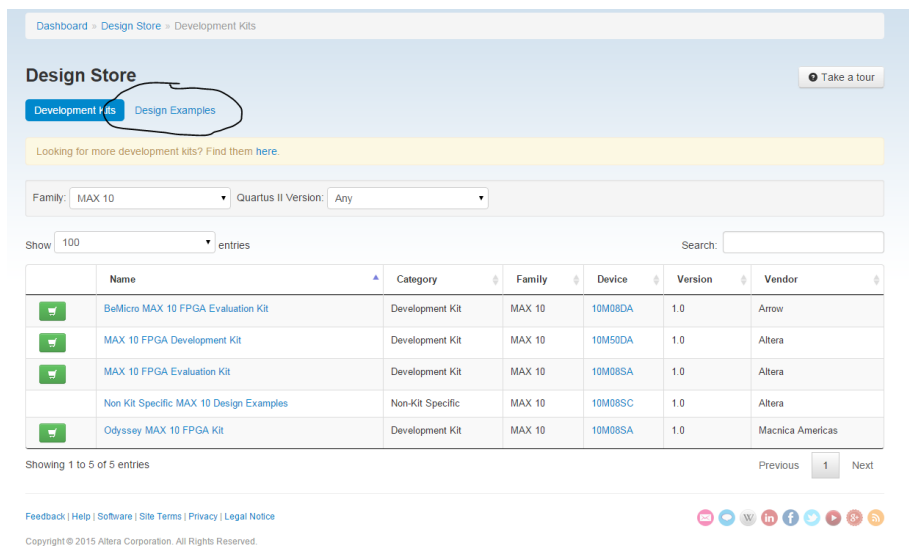 Dashboard » Design Store » Development Kits
Design Store
Take a tour
Development Kits Design Examples
Looking for more development kits? Find them here.
Family: MAX 10 Quartus II Version: Any
Show 100 entries Search:
Name Category Family Device Version Vendor
BeMicro MAX 10 FPGA Evaluation Kit Development Kit MAX 10 10M08DA 1.0 Arrow
MAX 10 FPGA Development Kit Development Kit MAX 10 10M50DA 1.0 Altera
MAX 10 FPGA Evaluation Kit Development Kit MAX 10 10M08SA 1.0 Altera
Non Kit Specific MAX 10 Design Examples Non-Kit Specific MAX 10 10M08SC 1.0 Altera
Odyssey MAX 10 FPGA Kit Development Kit MAX 10 10M08SA 1.0 Macnica Americas
Showing 1 to 5 of 5 entries Previous 1 Next
Feedback | Help | Software | Site Terms | Privacy | Legal Notice
Copyright © 2015 Altera Corporation. All Rights Reserved.